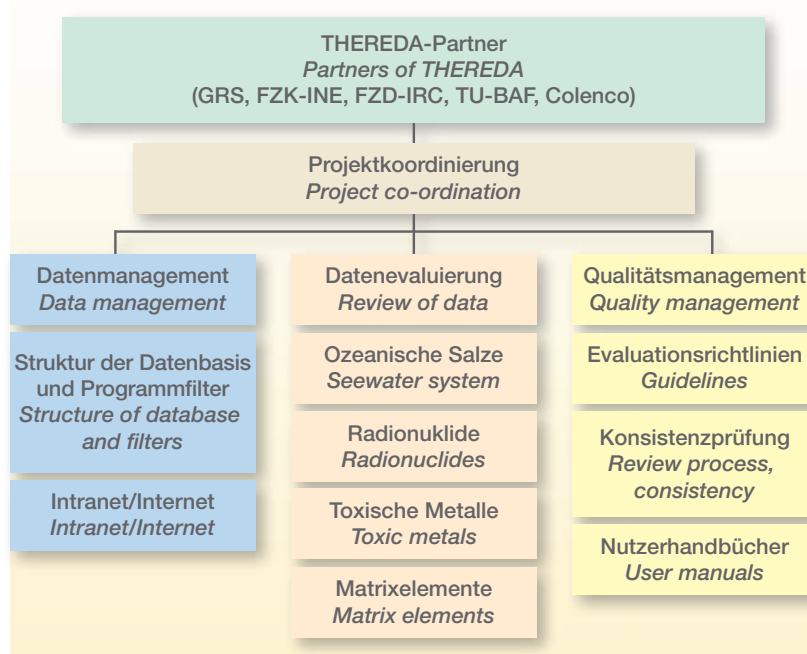 THEREDA-Partner
Partners of THEREDA
(GRS, FZK-INE, FZD-IRC, TU-BAF, Colenco)
Projektkoordinierung
Project co-ordination
Datenmanagement
Data management
Struktur der Datenbasis
und Programmfilter
Structure of database
and filters
Intranet/Internet
Intranet/Internet
Datenevaluierung
Review of data
Ozeanische Salze
Seewater system
Radionuklide
Radionuclides
Toxische Metalle
Toxic metals
Matrixelemente
Matrix elements
Qualitätsmanagement
Quality management
Evaluationsrichtlinien
Guidelines
Konsistenzprüfung
Review process,
consistency
Nutzerhandbücher
User manuals